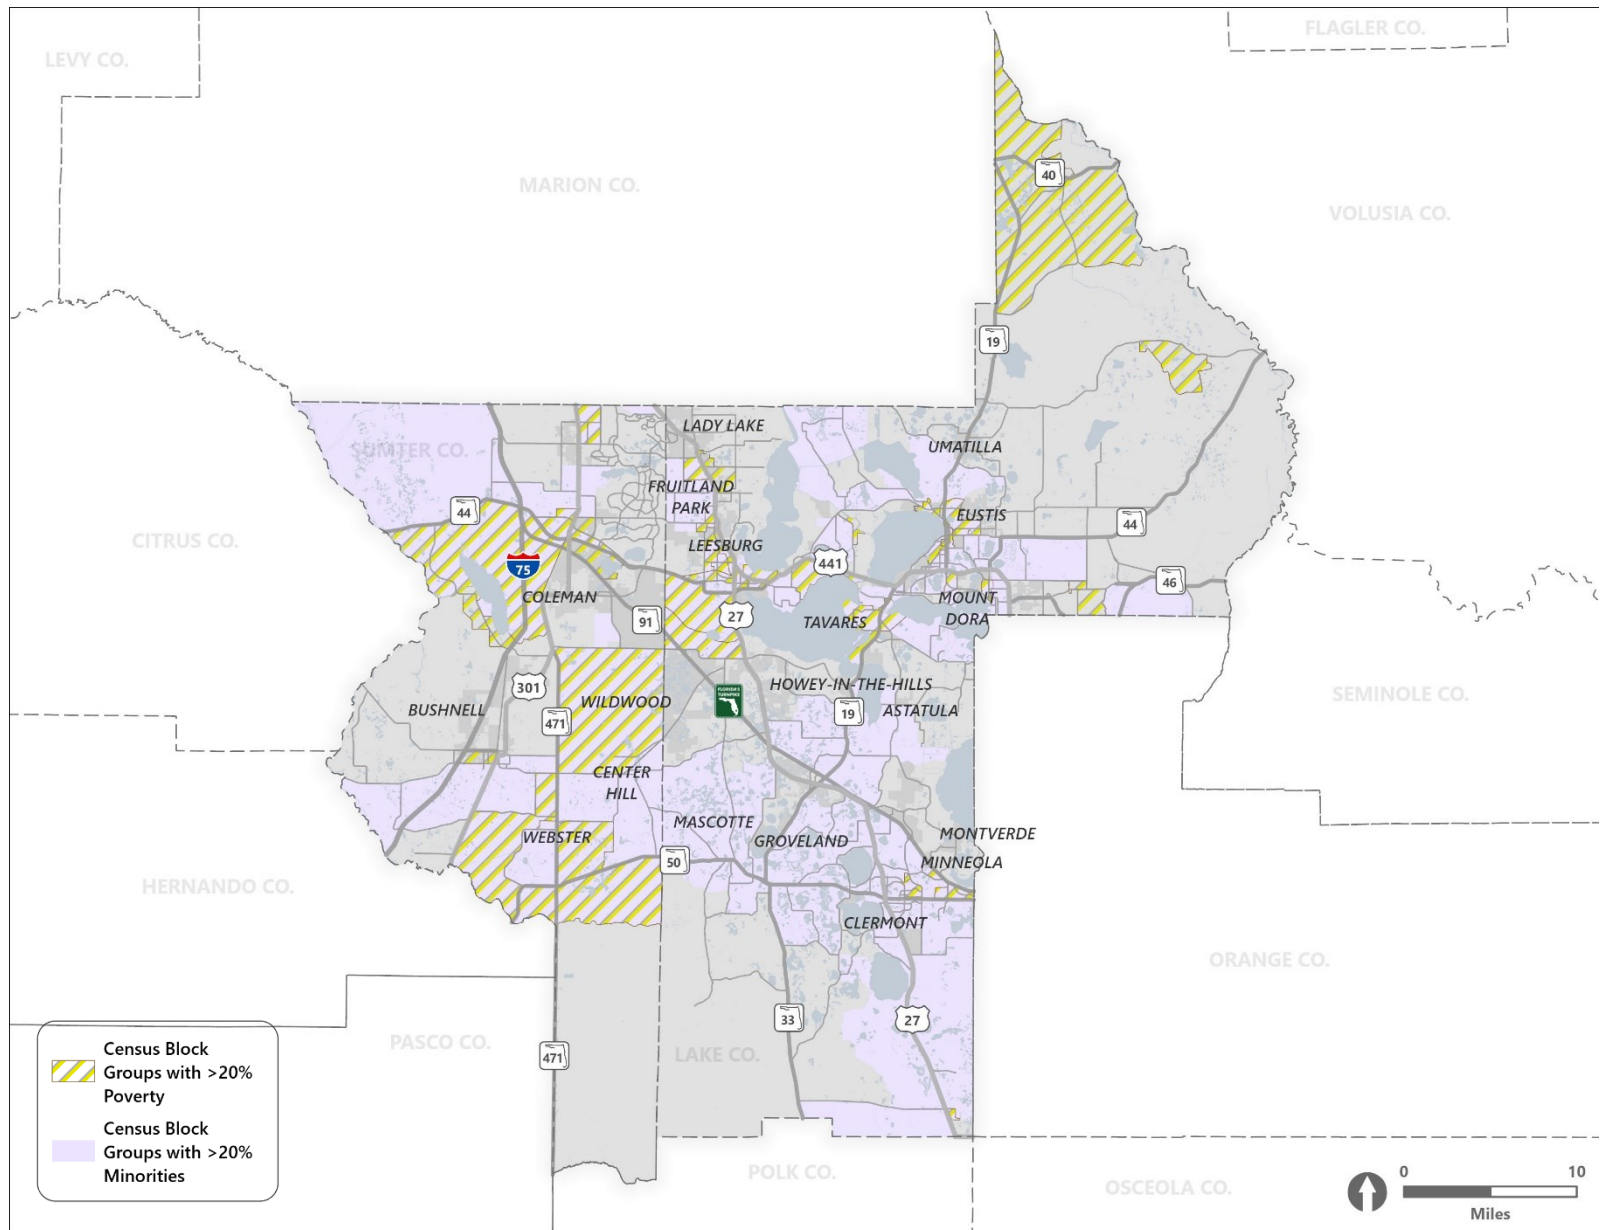 FLAGLER CO.
LEVY CO.
MARION CO.
40
VOLUSIA CO.
19
LADY LAKE
UMATILLA
SUMTER CO.
FRUITLAND
PARK
44
EUSTIS
44
CITRUS CO.
LEESBURG
75
441
46
COLEMAN
91
27
TAVARES
MOUNT
DORA
301
WILDWOOD
FLORIDA'S
TURNPIKE
HOWEY-IN-THE-HILLS
SEMINOLE CO.
BUSHNELL
471
19
ASTATULA
CENTER
HILL
MASCOTTE
WEBSTER
GROVELAND
MONTVERDE
MINNEOLA
50
HERNANDO CO.
CLERMONT
ORANGE CO.
33
27
PASCO CO.
471
LAKE CO.
POLK CO.
OSCEOLA CO.
Census Block
Groups with >20%
Poverty
Census Block
Groups with >20%
Minorities
0 10
Miles